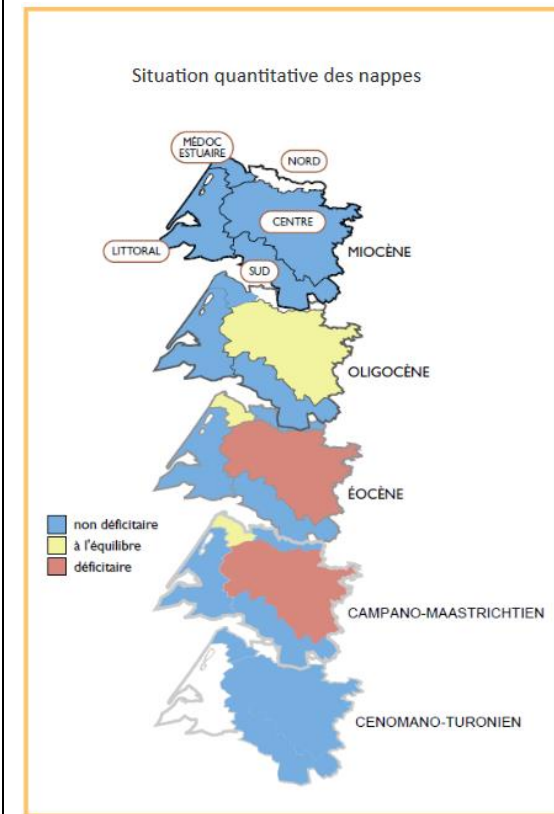 Situation quantitative des nappes
MÉDOC
ESTUAIRE
NORD
CENTRE
LITTORAL
MIOCÈNE
SUD
OLIGOCÈNE
ÉOCÈNE
non déficitaire
à l'équilibre
déficitaire
CAMPANO-MAASTRICHTIEN
CENOMANO-TURONIEN